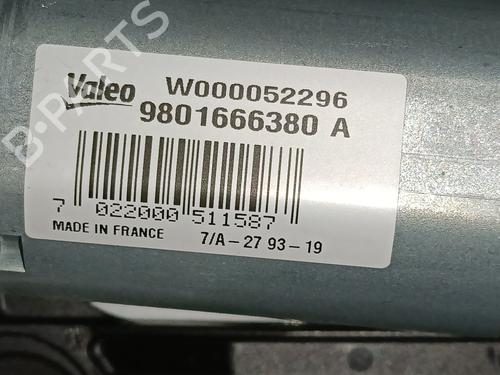 Valeo
W000052296
9801666380 A
7 022000 511587
MADE IN FRANCE 7/A-27 93-19
B-PARTS